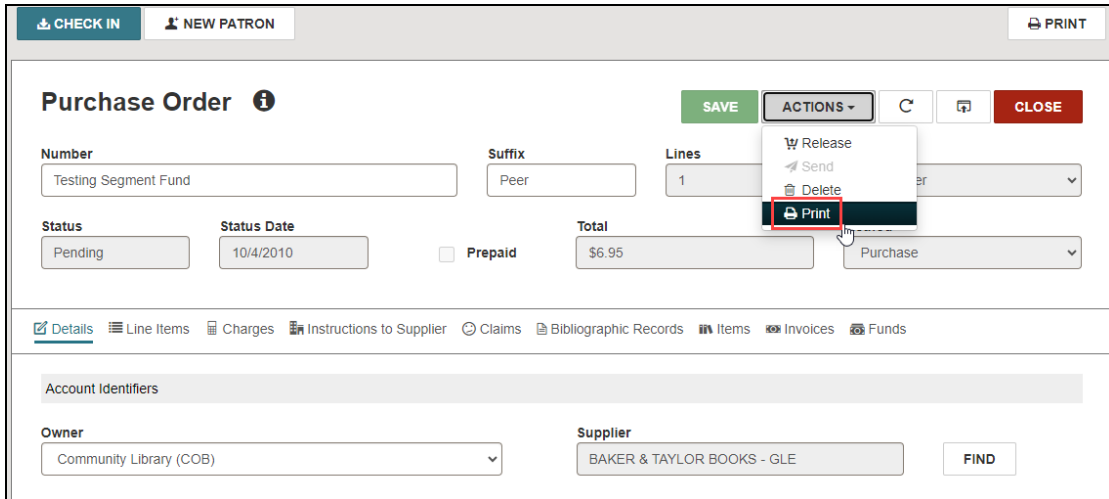 CHECK IN NEW PATRON PRINT
Purchase Order
SAVE ACTIONS CLOSE
Release
Send
Delete
Print
Number Suffix Lines
Testing Segment Fund Peer 1
Status Status Date Total
Pending 10/4/2010 Prepaid $6.95 Purchase
Details Line Items Charges Instructions to Supplier Claims Bibliographic Records Items Invoices Funds
Account Identifiers
Owner Supplier
Community Library (COB) BAKER & TAYLOR BOOKS - GLE FIND